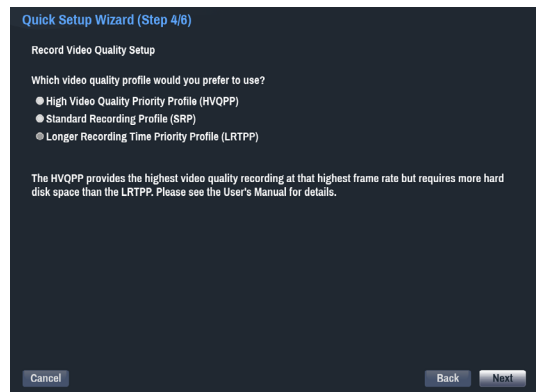 Quick Setup Wizard (Step 4/6)
Record Video Quality Setup
Which video quality profile would you prefer to use?
High Video Quality Priority Profile (HVQPP)
Standard Recording Profile (SRP)
Longer Recording Time Priority Profile (LRTPP)
The HVQPP provides the highest video quality recording at that highest frame rate but requires more hard
disk space than the LRTPP. Please see the User's Manual for details.
Cancel
Back
Next